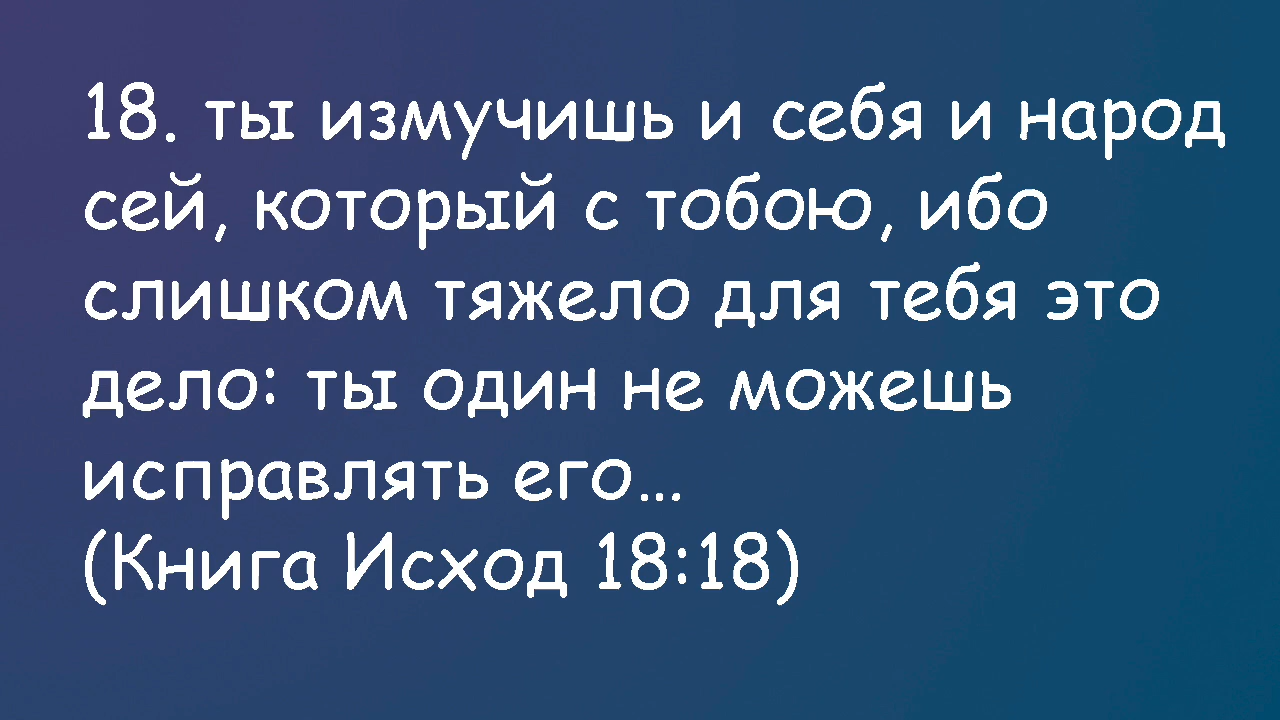 18. ты измучишь и себя и народ
сей, который с тобою, ибо
слишком тяжело для тебя это
дело: ты один не можешь
исправлять его...
(Книга Исход 18:18)